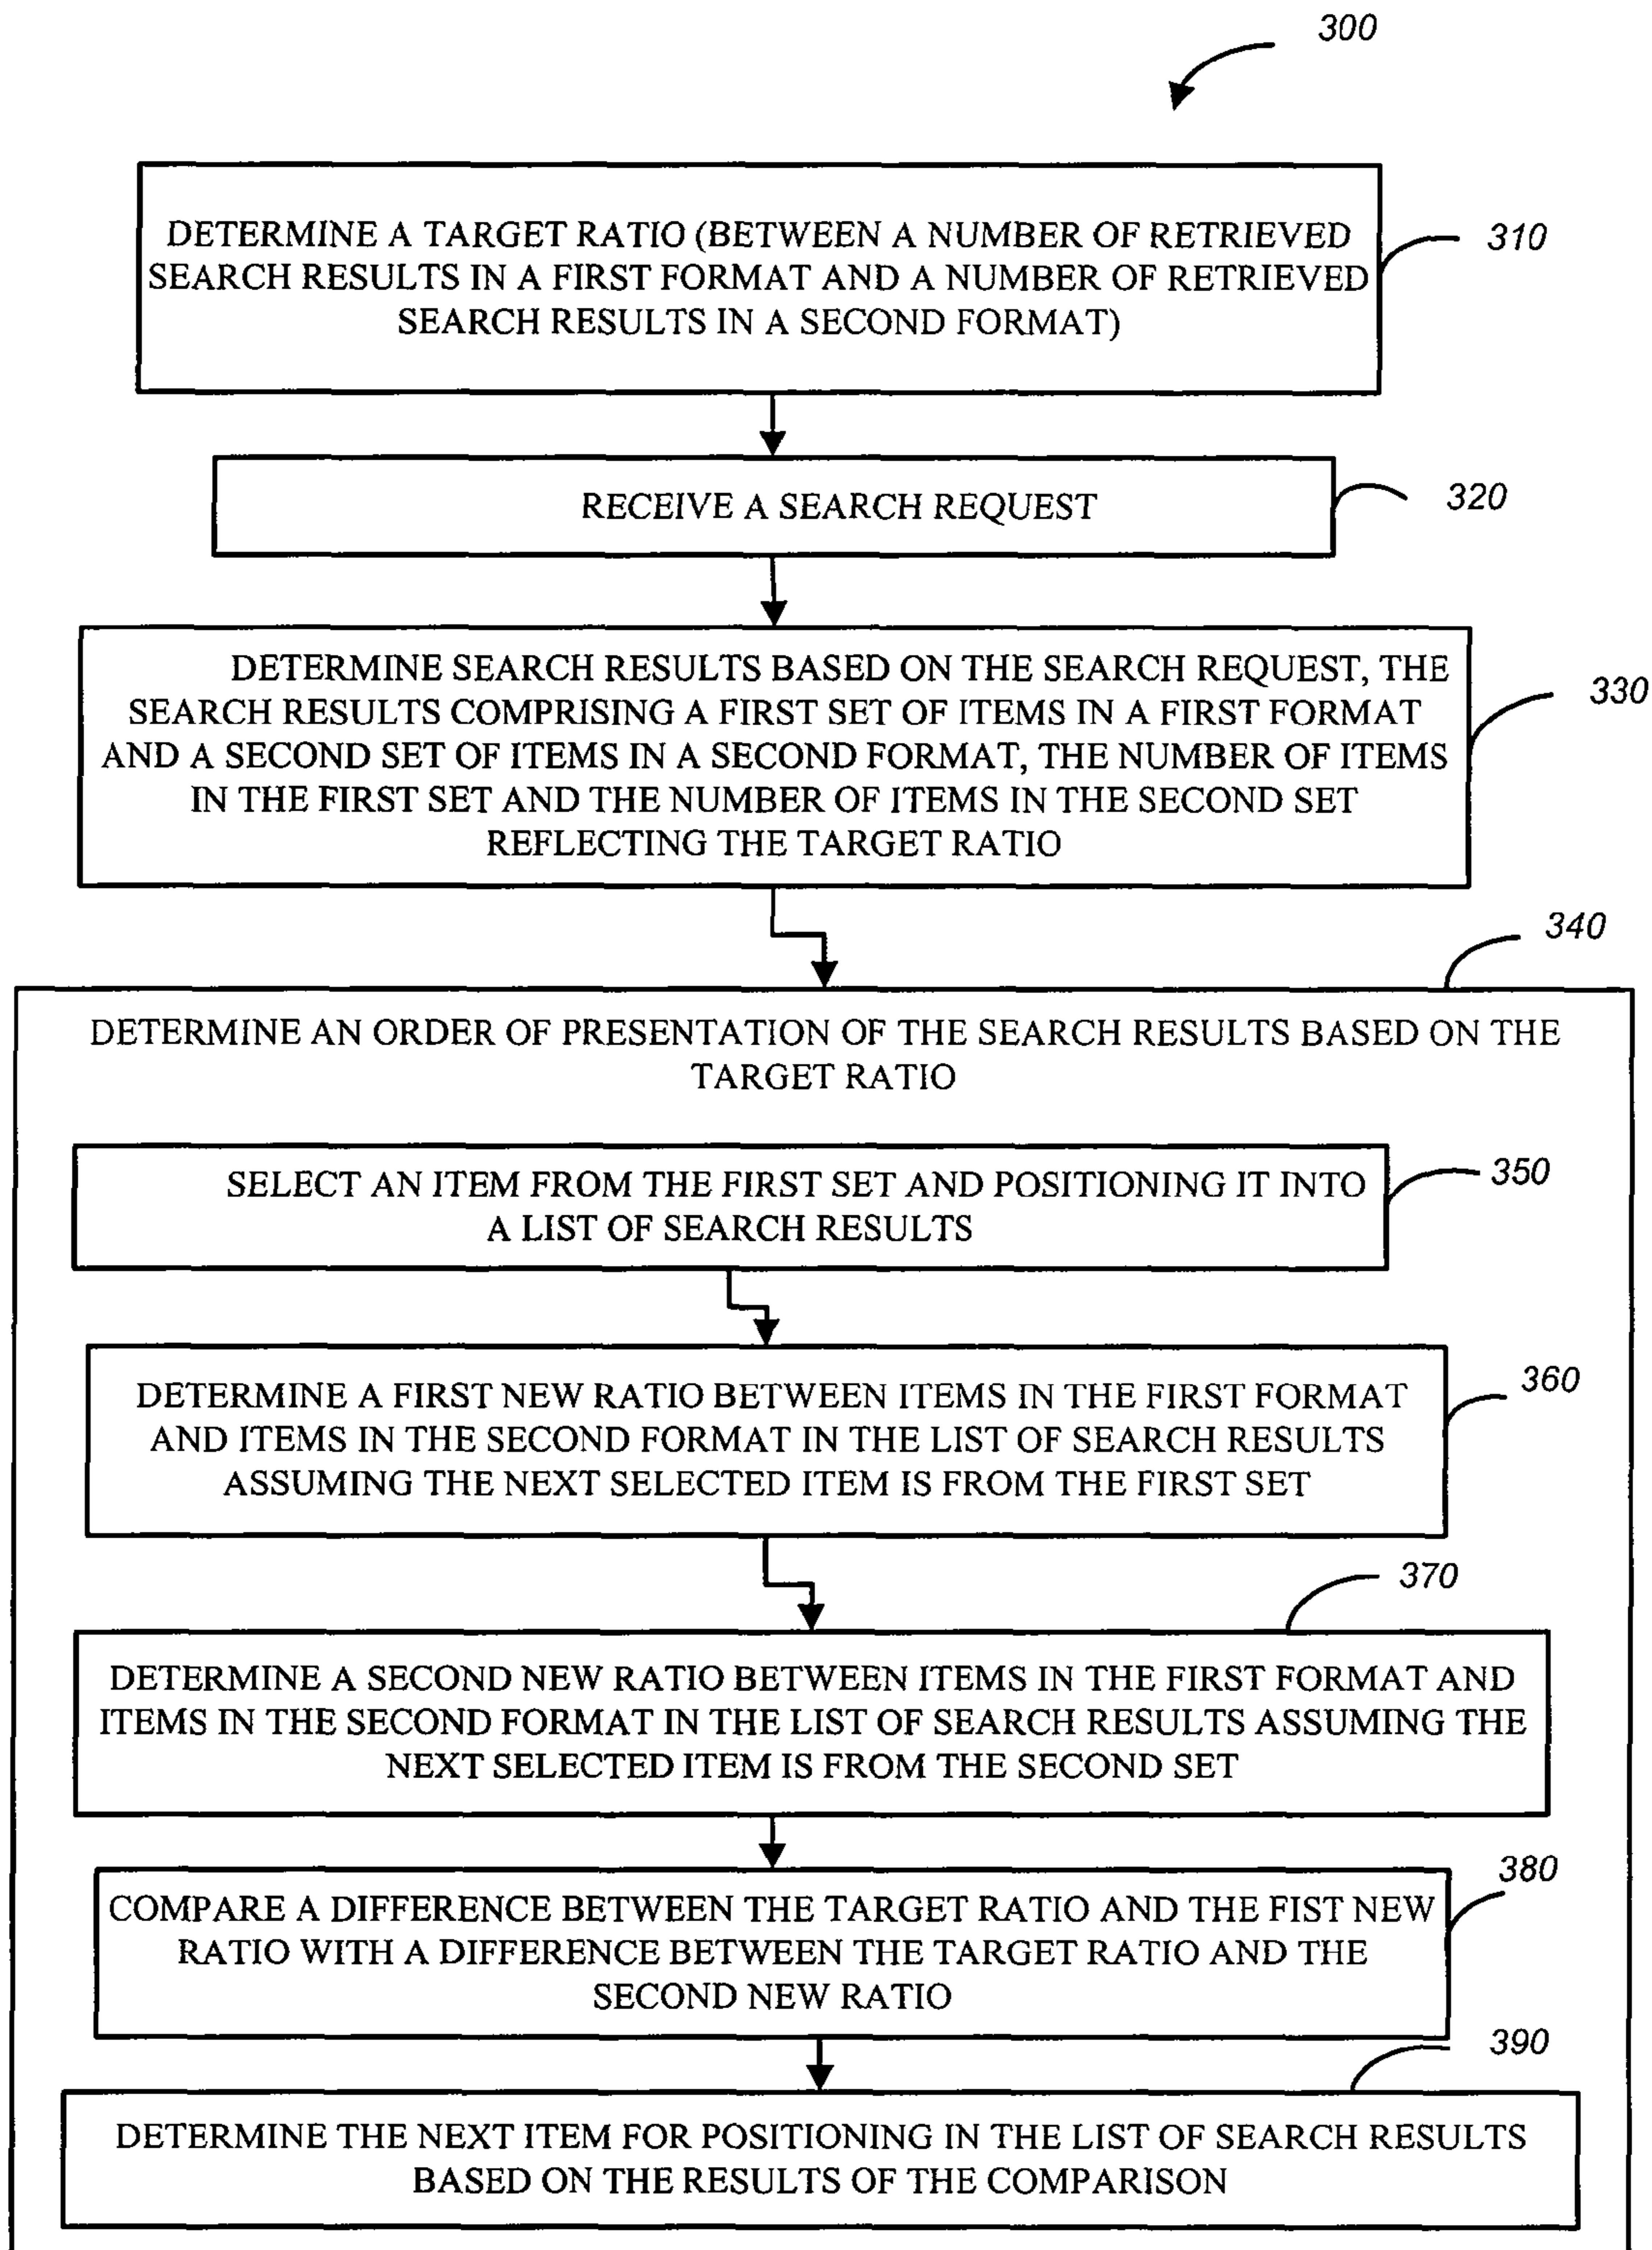 300
DETERMINE A TARGET RATIO (BETWEEN A NUMBER OF RETRIEVED
SEARCH RESULTS IN A FIRST FORMAT AND A NUMBER OF RETRIEVED
SEARCH RESULTS IN A SECOND FORMAT)
310
RECEIVE A SEARCH REQUEST
320
DETERMINE SEARCH RESULTS BASED ON THE SEARCH REQUEST, THE
SEARCH RESULTS COMPRISING A FIRST SET OF ITEMS IN A FIRST FORMAT
AND A SECOND SET OF ITEMS IN A SECOND FORMAT, THE NUMBER OF ITEMS
IN THE FIRST SET AND THE NUMBER OF ITEMS IN THE SECOND SET
REFLECTING THE TARGET RATIO
330
340
DETERMINE AN ORDER OF PRESENTATION OF THE SEARCH RESULTS BASED ON THE
TARGET RATIO
SELECT AN ITEM FROM THE FIRST SET AND POSITIONING IT INTO
A LIST OF SEARCH RESULTS
350
DETERMINE A FIRST NEW RATIO BETWEEN ITEMS IN THE FIRST FORMAT
AND ITEMS IN THE SECOND FORMAT IN THE LIST OF SEARCH RESULTS
ASSUMING THE NEXT SELECTED ITEM IS FROM THE FIRST SET
360
370
DETERMINE A SECOND NEW RATIO BETWEEN ITEMS IN THE FIRST FORMAT AND
ITEMS IN THE SECOND FORMAT IN THE LIST OF SEARCH RESULTS ASSUMING THE
NEXT SELECTED ITEM IS FROM THE SECOND SET
380
COMPARE A DIFFERENCE BETWEEN THE TARGET RATIO AND THE FIST NEW
RATIO WITH A DIFFERENCE BETWEEN THE TARGET RATIO AND THE
SECOND NEW RATIO
390
DETERMINE THE NEXT ITEM FOR POSITIONING IN THE LIST OF SEARCH RESULTS
BASED ON THE RESULTS OF THE COMPARISON